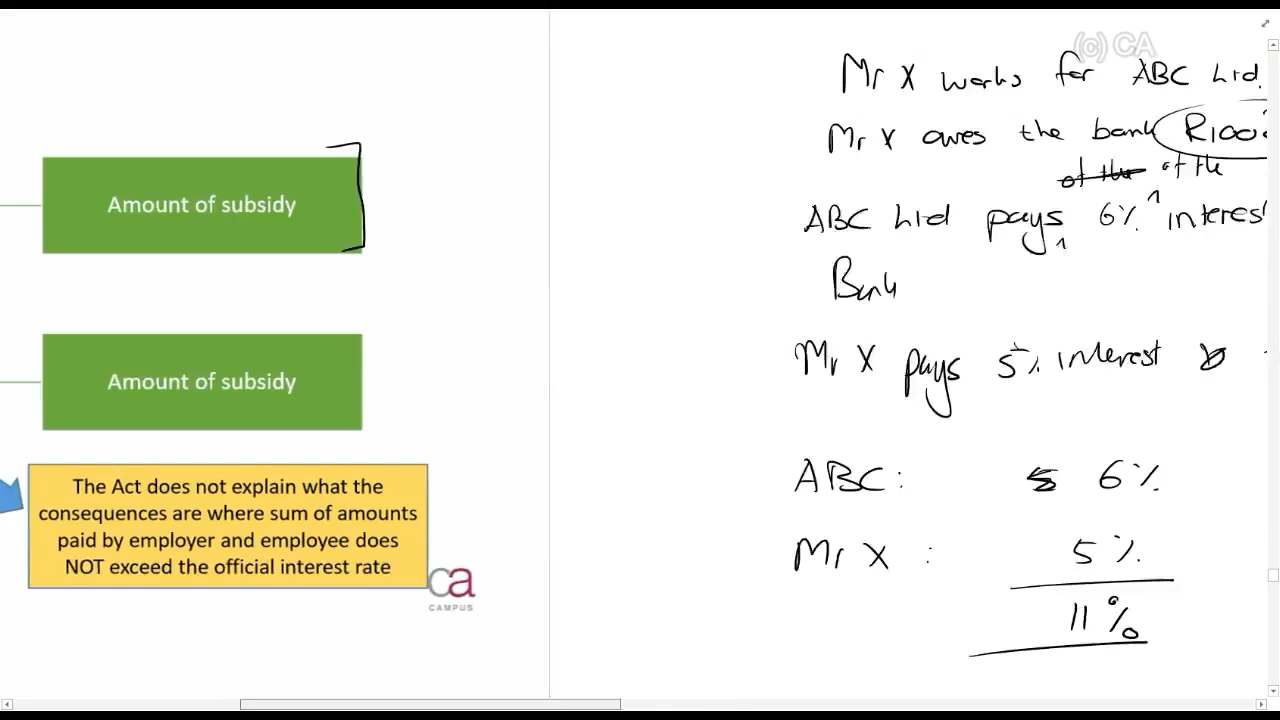 (c) CA
Mr X works for ABC Ltd.
Mr X owes the bank R100
of the of the
ABC Ltd pays 6% interest
Bank
Mr X pays 5% interest
ABC: 6%
Mr X : 5%
11%
Amount of subsidy
Amount of subsidy
The Act does not explain what the
consequences are where sum of amounts
paid by employer and employee does
NOT exceed the official interest rate
ca
CAMPUS